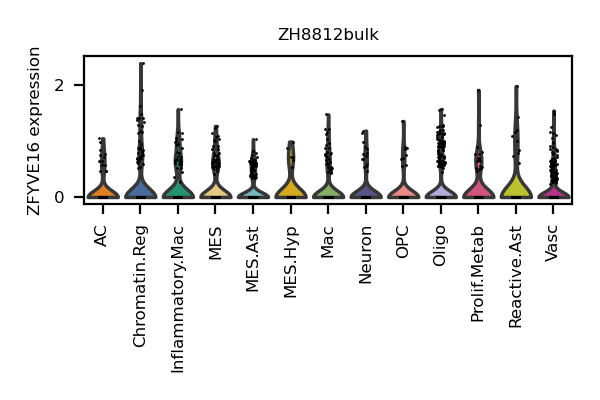 ZH8812bulk
ZFYVE16 expression
2
0
AC
Chromatin.Reg
Inflammatory.Mac
MES
MES.Ast
MES.Hyp
Mac
Neuron
OPC
Oligo
Prolif.Metab
Reactive.Ast
Vasc